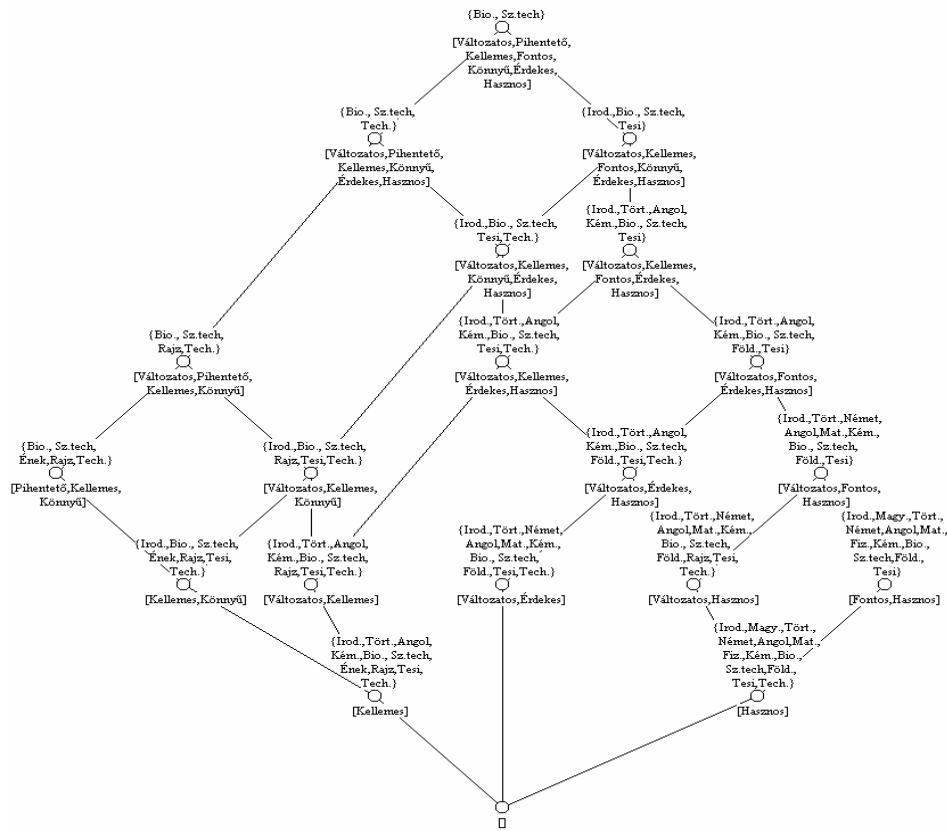 {Bio., Sz.tech}
[Változatos,Pihentető,
Kellemes,Fontos,
Könnyű,Érdekes,
Hasznos]
{Bio., Sz.tech,
Tech.}
[Változatos,Pihentető,
Kellemes,Könnyű,
Érdekes,Hasznos]
{Irod.,Bio., Sz.tech,
Tesi}
[Változatos,Kellemes,
Fontos,Könnyű,
Érdekes,Hasznos]
{Irod.,Bio., Sz.tech,
Tesi,Tech.}
[Változatos,Kellemes,
Könnyű,Érdekes,
Hasznos]
{Irod.,Tört.,Angol,
Kém.,Bio., Sz.tech,
Tesi}
[Változatos,Kellemes,
Fontos,Érdekes,
Hasznos]
{Bio., Sz.tech,
Rajz,Tech.}
[Változatos,Pihentető,
Kellemes,Könnyű]
{Irod.,Tört.,Angol,
Kém.,Bio., Sz.tech,
Tesi,Tech.}
[Változatos,Kellemes,
Érdekes,Hasznos]
{Irod.,Tört.,Angol,
Kém.,Bio., Sz.tech,
Föld.,Tesi}
[Változatos,Fontos,
Érdekes,Hasznos]
{Bio., Sz.tech,
Ének,Rajz,Tech.}
[Pihentető,Kellemes,
Könnyű]
{Irod.,Bio., Sz.tech,
Rajz,Tesi,Tech.}
[Változatos,Kellemes,
Könnyű]
{Irod.,Tört.,Angol,
Kém.,Bio., Sz.tech,
Föld.,Tesi,Tech.}
[Változatos,Érdekes,
Hasznos]
{Irod.,Tört.,Német,
Angol,Mat.,Kém.,
Bio., Sz.tech,
Föld.,Tesi}
[Változatos,Fontos,
Hasznos]
{Irod.,Bio., Sz.tech,
Ének,Rajz,Tesi,
Tech.}
[Kellemes,Könnyű]
{Irod.,Tört.,Angol,
Kém.,Bio., Sz.tech,
Rajz,Tesi,Tech.}
[Változatos,Kellemes]
{Irod.,Tört.,Német,
Angol,Mat.,Kém.,
Bio., Sz.tech,
Föld.,Tesi,Tech.}
[Változatos,Érdekes]
{Irod.,Tört.,Német,
Angol,Mat.,Kém.,
Bio., Sz.tech,
Föld.,Rajz,Tesi,
Tech.}
[Változatos,Hasznos]
{Irod.,Magy.,Tört.,
Német,Angol,Mat.,
Fiz.,Kém.,Bio.,
Sz.tech,Föld.,
Tesi}
[Fontos,Hasznos]
{Irod.,Tört.,Angol,
Kém.,Bio., Sz.tech,
Ének,Rajz,Tesi,
Tech.}
[Kellemes]
{Irod.,Magy.,Tört.,
Német,Angol,Mat.,
Fiz.,Kém.,Bio.,
Sz.tech,Föld.,
Tesi,Tech.}
[Hasznos]
[]